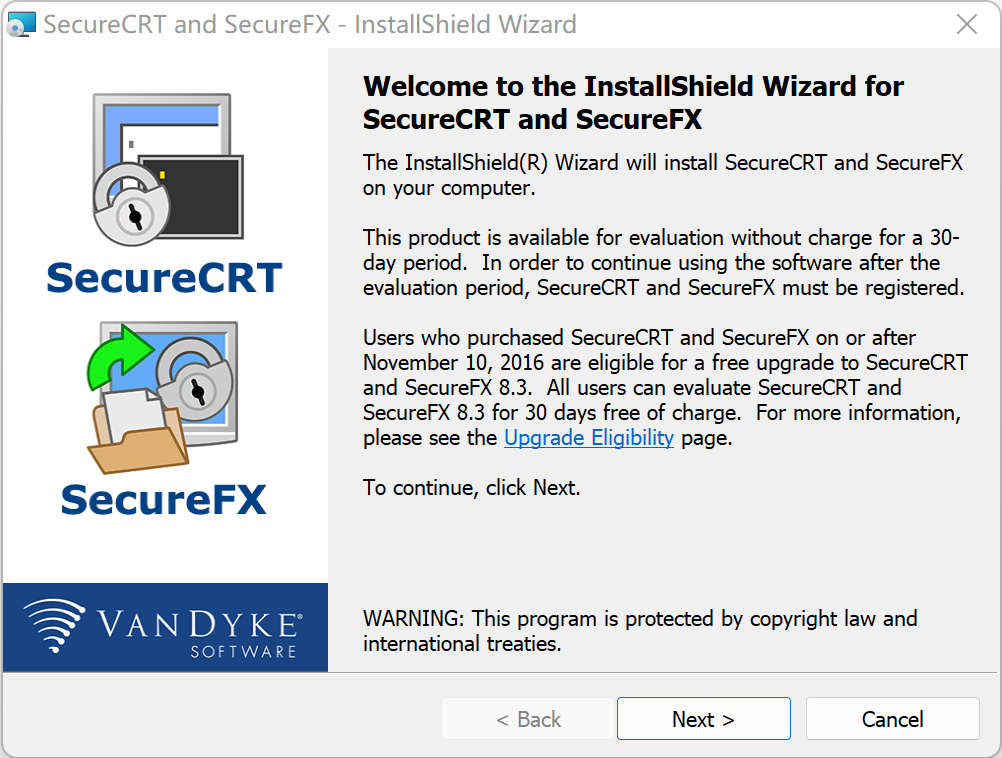 SecureCRT and SecureFX - InstallShield Wizard
SecureCRT
SecureFX
VANDYKE®
SOFTWARE
Welcome to the InstallShield Wizard for
SecureCRT and SecureFX
The InstallShield(R) Wizard will install SecureCRT and SecureFX
on your computer.
This product is available for evaluation without charge for a 30-
day period.  In order to continue using the software after the
evaluation period, SecureCRT and SecureFX must be registered.
Users who purchased SecureCRT and SecureFX on or after
November 10, 2016 are eligible for a free upgrade to SecureCRT
and SecureFX 8.3.  All users can evaluate SecureCRT and
SecureFX 8.3 for 30 days free of charge.  For more information,
please see the Upgrade Eligibility page.
To continue, click Next.
WARNING: This program is protected by copyright law and
international treaties.
< Back
Next >
Cancel